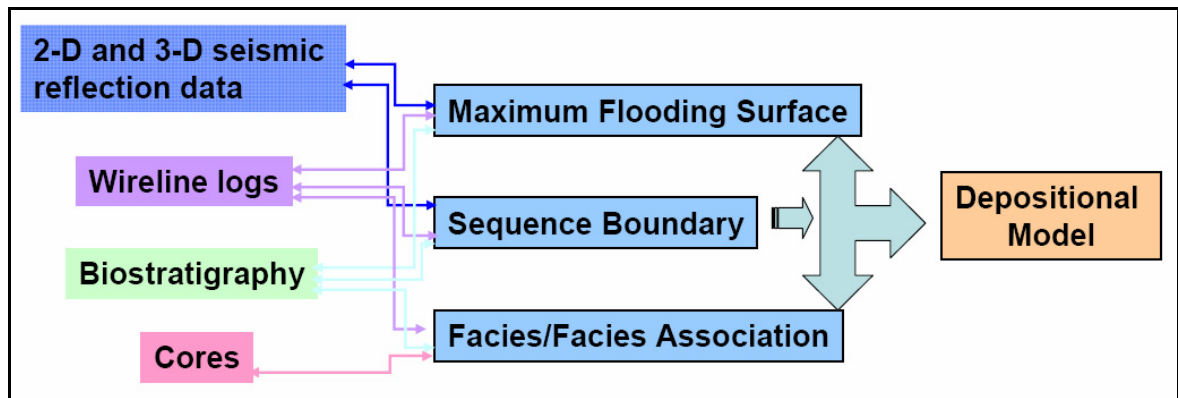 2-D and 3-D seismic
reflection data
Wireline logs
Biostratigraphy
Cores
Maximum Flooding Surface
Sequence Boundary
Facies/Facies Association
Depositional
Model